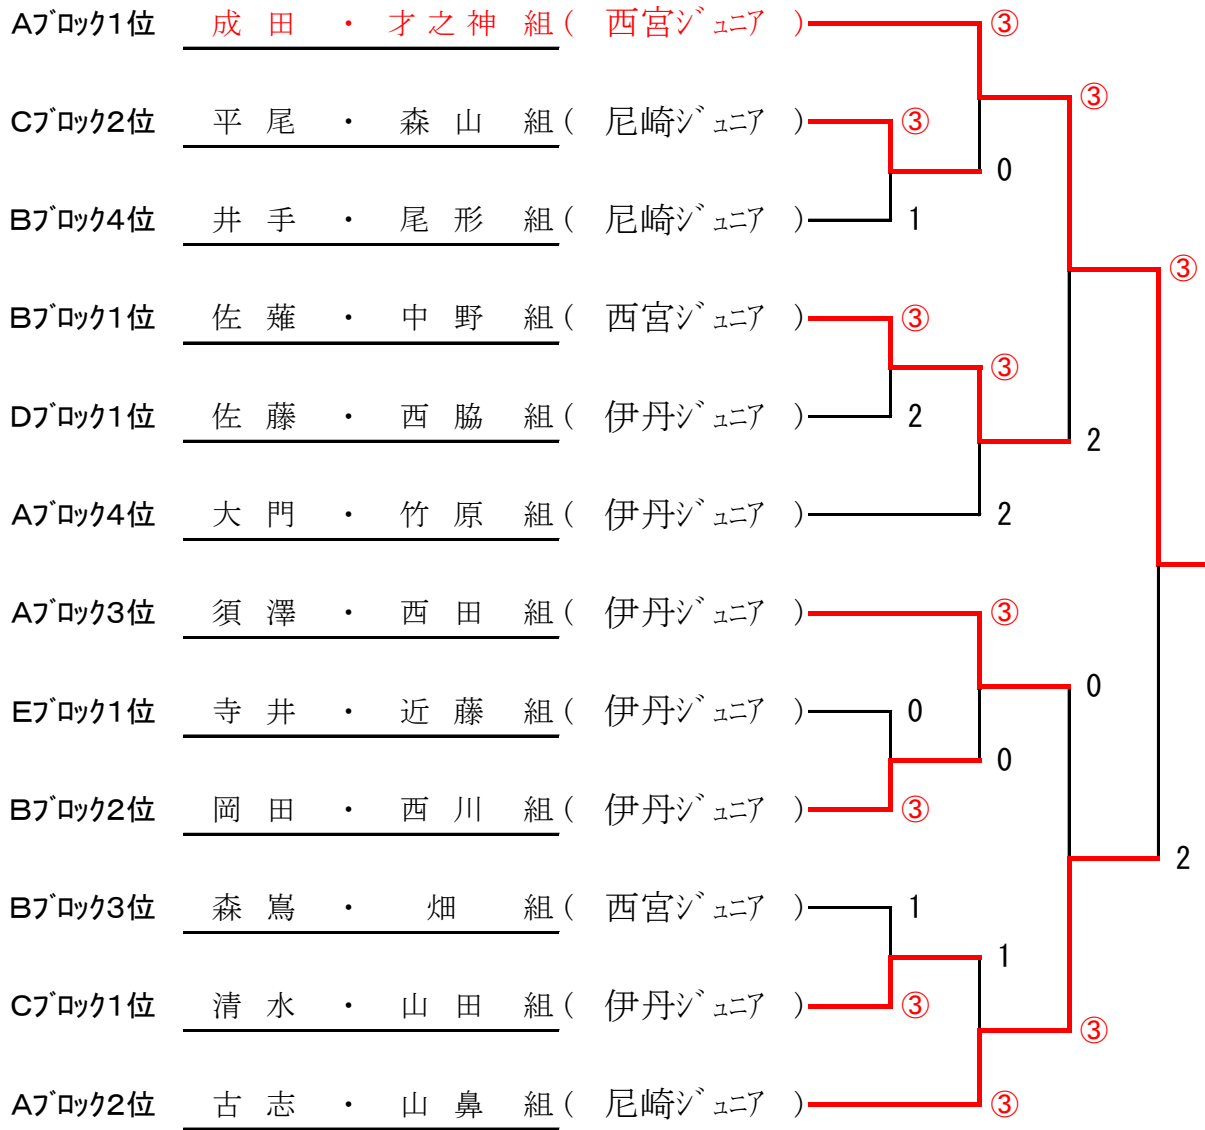 Aブロック1位 成田・才之神組(西宮ジュニア) ③
③
Cブロック2位 平尾・森山組(尼崎ジュニア) ③
0
Bブロック4位 井手・尾形組(尼崎ジュニア) 1
③
Bブロック1位 佐薙・中野組(西宮ジュニア) ③
③
Dブロック1位 佐藤・西脇組(伊丹ジュニア) 2
2
Aブロック4位 大門・竹原組(伊丹ジュニア) 2
Aブロック3位 須澤・西田組(伊丹ジュニア) ③
0
Eブロック1位 寺井・近藤組(伊丹ジュニア) 0
0
Bブロック2位 岡田・西川組(伊丹ジュニア) ③
2
Bブロック3位 森嶌・畑組(西宮ジュニア) 1
1
Cブロック1位 清水・山田組(伊丹ジュニア) ③
③
Aブロック2位 古志・山鼻組(尼崎ジュニア) ③